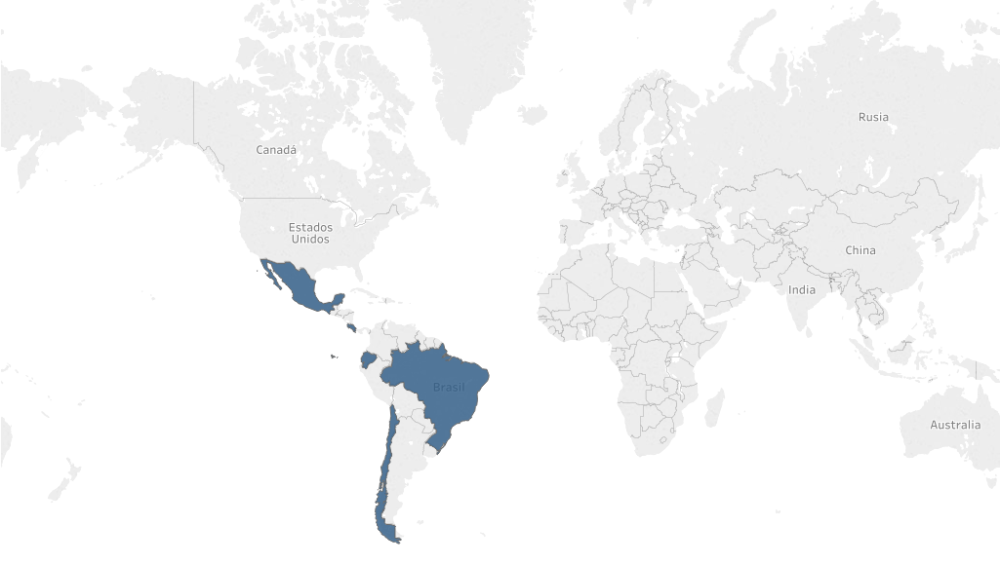 Rusia
Canadá
Estados
Unidos
China
India
Brasil
Australia